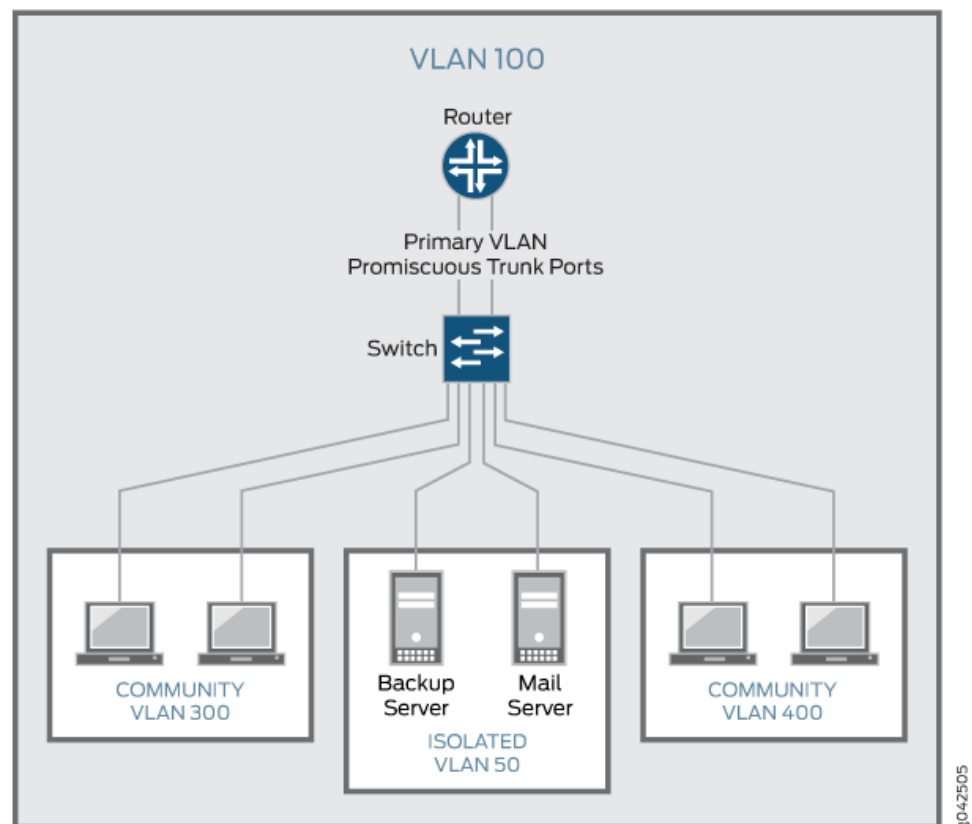 VLAN 100
Router
Primary VLAN
Promiscuous Trunk Ports
Switch
COMMUNITY
VLAN 300
Backup
Server
Mail
Server
ISOLATED
VLAN 50
COMMUNITY
VLAN 400
g042505